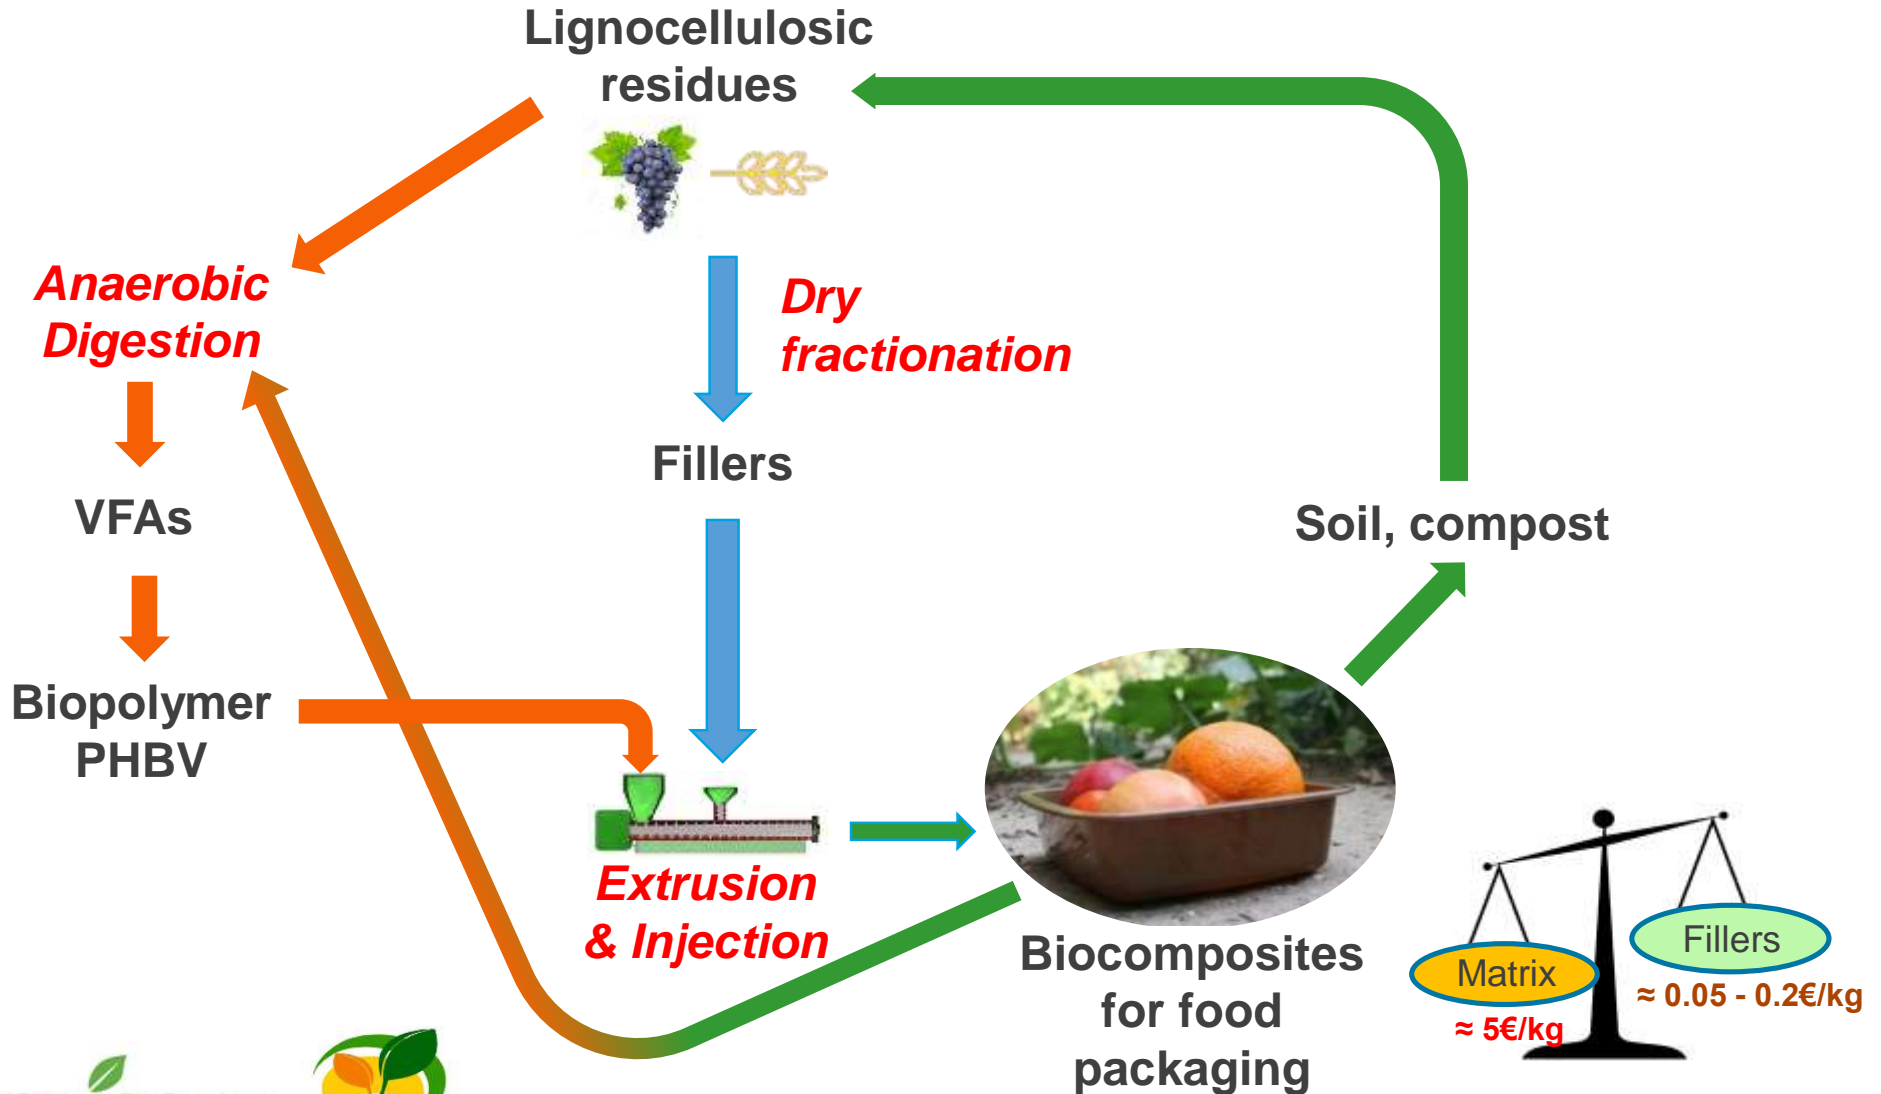 Lignocellulosic
residues
Anaerobic
Digestion
Dry
fractionation
Fillers
VFAs
Soil, compost
Biopolymer
PHBV
Extrusion
& Injection
Biocomposites
for food
packaging
Fillers
≈ 0.05 - 0.2€/kg
Matrix
≈ 5€/kg